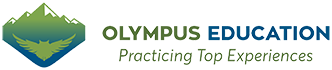 OLYMPUS EDUCATION
Practicing Top Experiences